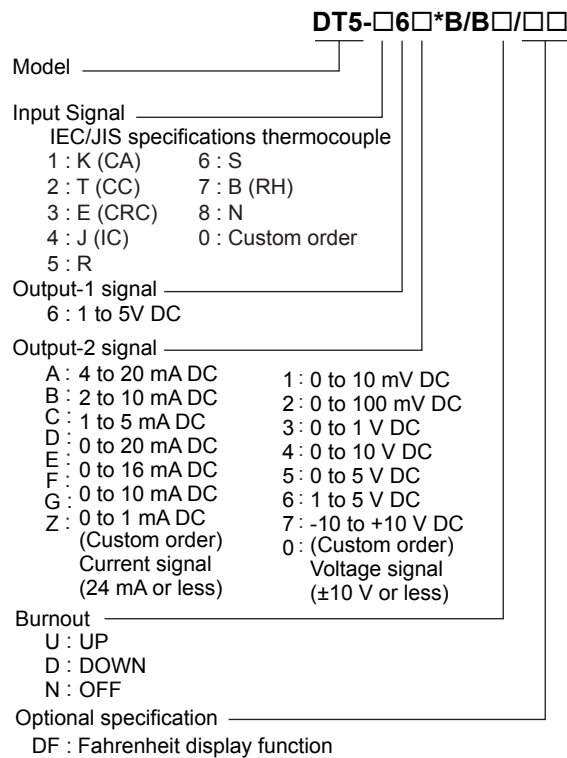 DT5-□6□*B/B□/□□
Model
Input Signal
IEC/JIS specifications thermocouple
1 : K (CA) 6 : S
2 : T (CC) 7 : B (RH)
3 : E (CRC) 8 : N
4 : J (IC) 0 : Custom order
5 : R
Output-1 signal
6 : 1 to 5V DC
Output-2 signal
A : 4 to 20 mA DC
B : 2 to 10 mA DC
C : 1 to 5 mA DC
D : 0 to 20 mA DC
E : 0 to 16 mA DC
F : 0 to 10 mA DC
G : 0 to 1 mA DC
Z : (Custom order)
Current signal
(24 mA or less)
1 : 0 to 10 mV DC
2 : 0 to 100 mV DC
3 : 0 to 1 V DC
4 : 0 to 10 V DC
5 : 0 to 5 V DC
6 : 1 to 5 V DC
7 : -10 to +10 V DC
0 : (Custom order)
Voltage signal
(±10 V or less)
Burnout
U : UP
D : DOWN
N : OFF
Optional specification
DF : Fahrenheit display function